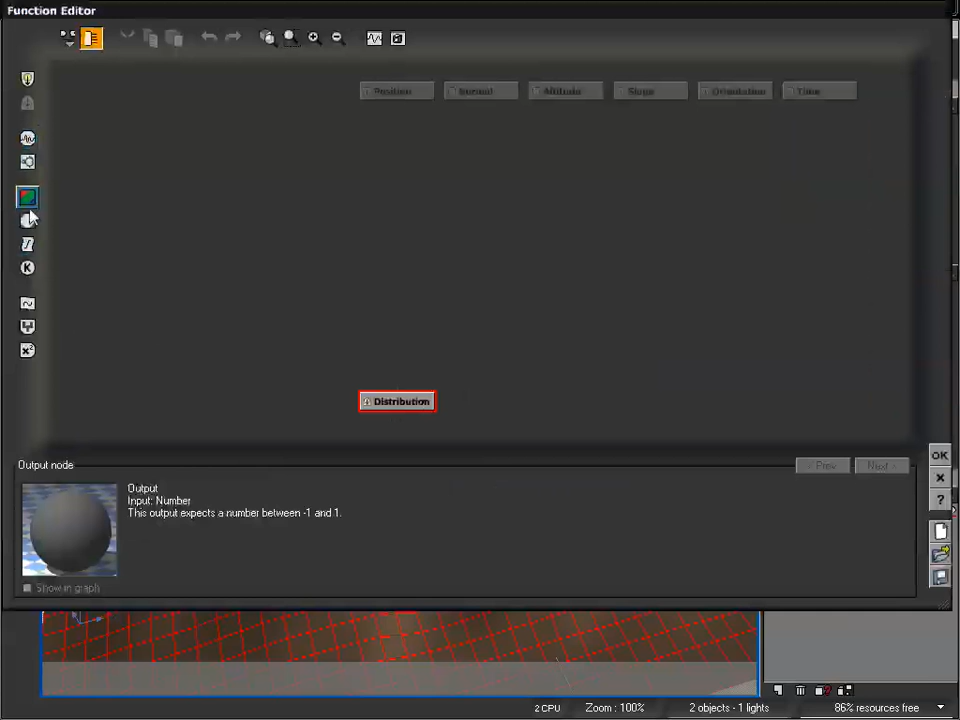 Function Editor
Position Normal Altitude Slope Orientation Time
Distribution
Output node
Prev Next
OK
Output
Input: Number
This output expects a number between -1 and 1.
Show in graph
K
x²
?
2 CPU Zoom : 100% 2 objects - 1 lights 86% resources free